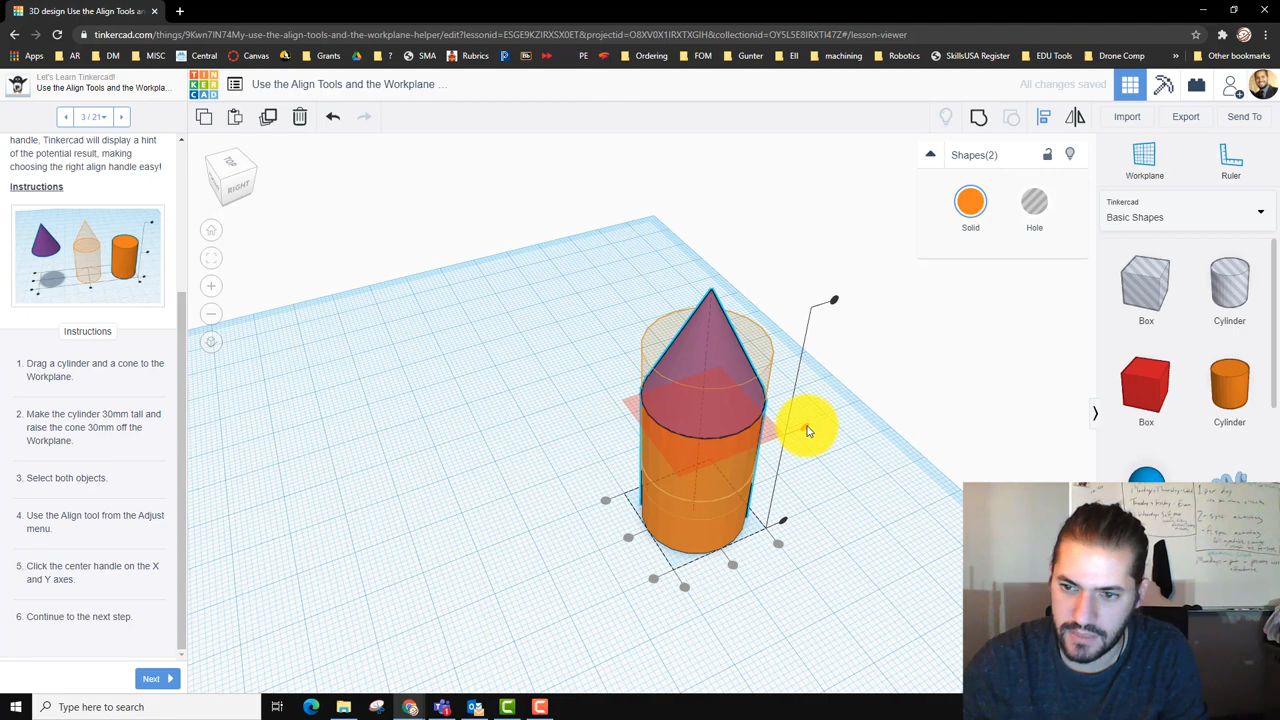 3D design Use the Align Tools and
tinkercad.com/things/9Kwn7IN74My-use-the-align-tools-and-the-workplane-helper/edit?lessonid=ESGE9KZIRXSX0ET&projectid=O8XV0X1IRXTXGIH&collectionid=OY5L5E8IRXTI47Z#/lesson-viewer
Apps
AR
DM
MISC
Central
Canvas
Grants
?
SMA
Rubrics
PE
Ordering
FOM
Gunter
Ell
machining
Robotics
SkillsUSA Register
EDU Tools
Drone Comp
Other bookmarks
Let's Learn Tinkercad!
Use the Align Tools and the Workpla...
TIN
KER
CAD
Use the Align Tools and the Workplane ...
All changes saved
3 / 21
Import
Export
Send To
handle, Tinkercad will display a hint
of the potential result, making
choosing the right align handle easy!
Instructions
Instructions
1. Drag a cylinder and a cone to the
Workplane.
2. Make the cylinder 30mm tall and
raise the cone 30mm off the
Workplane.
3. Select both objects.
4. Use the Align tool from the Adjust
menu.
5. Click the center handle on the X
and Y axes.
6. Continue to the next step.
Next
TOP
RIGHT
Shapes(2)
Solid
Hole
Workplane
Ruler
Tinkercad
Basic Shapes
Box
Cylinder
Box
Cylinder
Type here to search